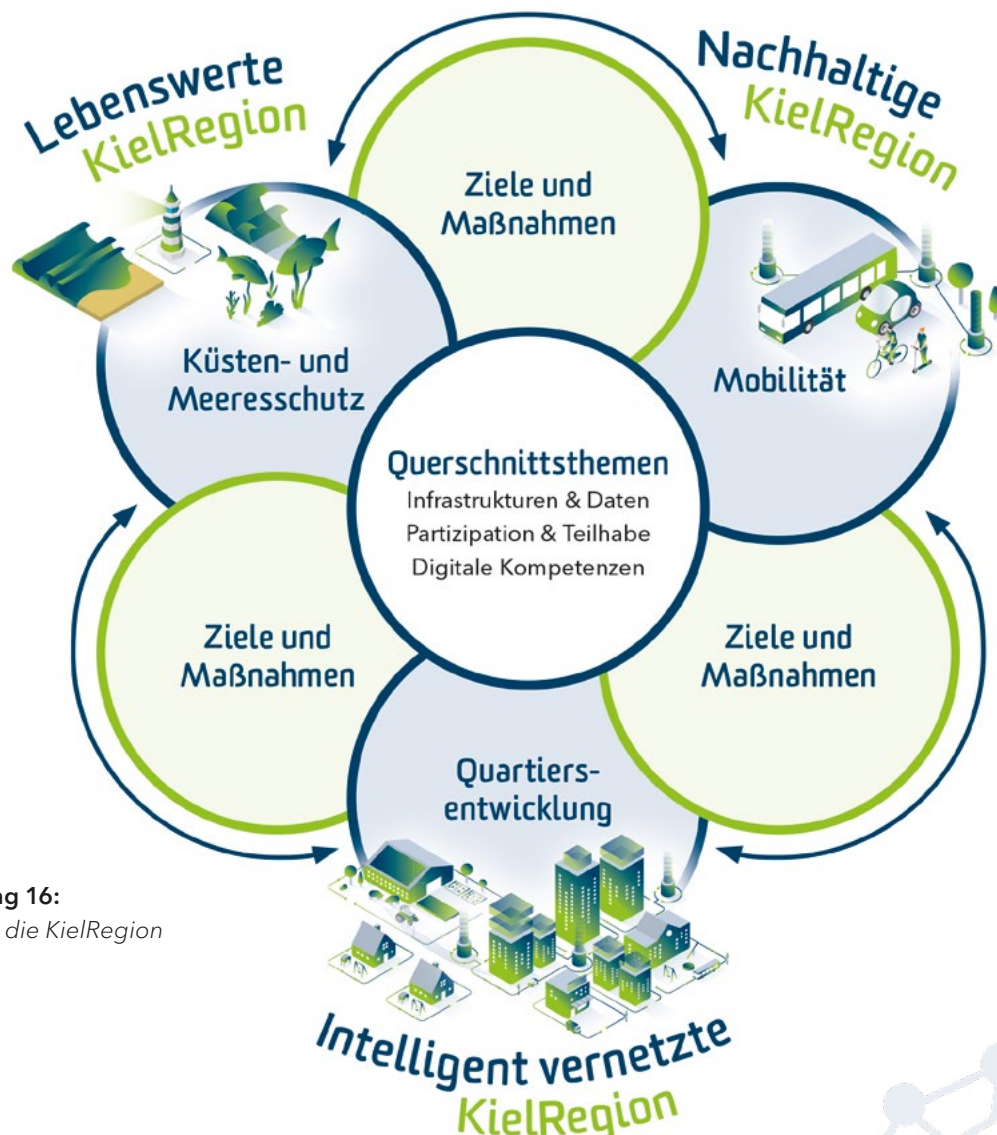 Lebenswerte
KielRegion
Nachhaltige
KielRegion
Ziele und
Maßnahmen
Küsten- und
Meeresschutz
Mobilität
Querschnittsthemen
Infrastrukturen & Daten
Partizipation & Teilhabe
Digitale Kompetenzen
Ziele und
Maßnahmen
Ziele und
Maßnahmen
Quartiers-
entwicklung
ng 16:
die KielRegion
Intelligent vernetzte
KielRegion